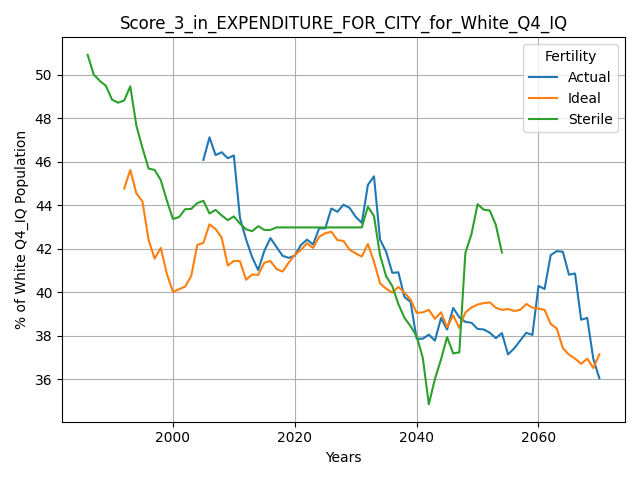 Score_3_in_EXPENDITURE_FOR_CITY_for_White_Q4_IQ
Fertility
Actual
Ideal
Sterile
% of White Q4_IQ Population
50
48
46
44
42
40
38
36
2000
2020
2040
2060
Years